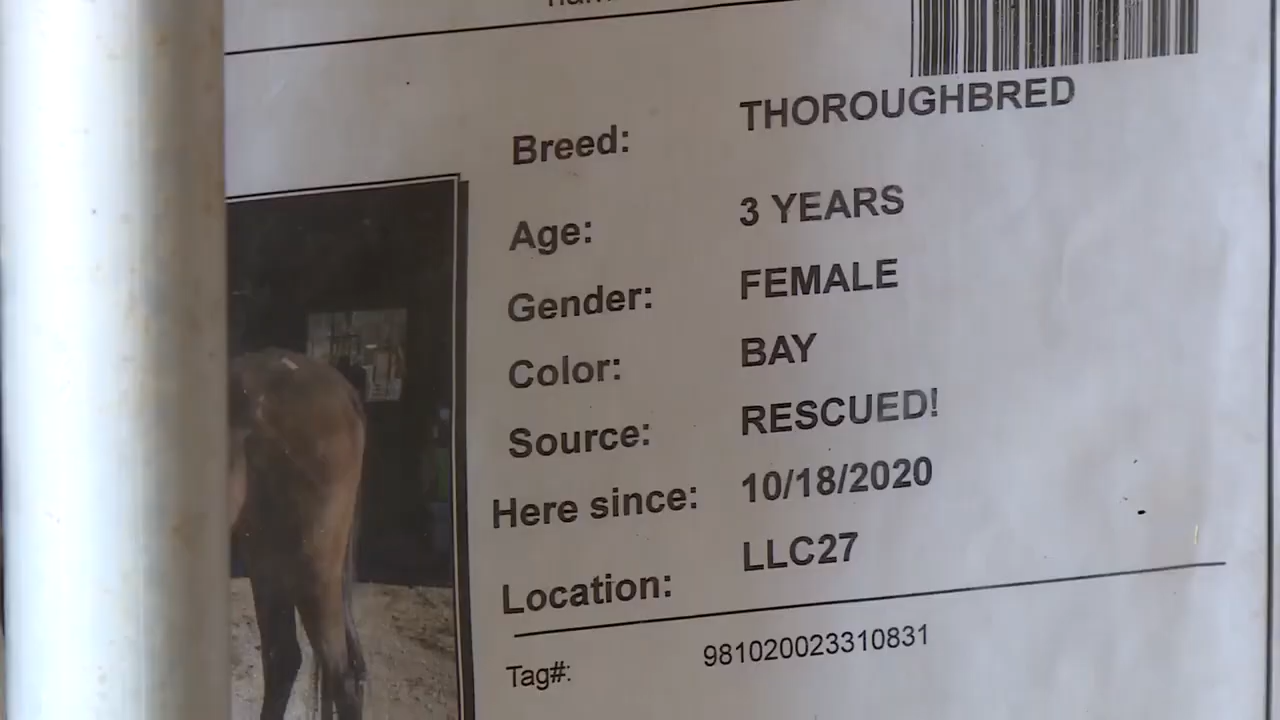 Breed: THOROUGHBRED
Age: 3 YEARS
Gender: FEMALE
Color: BAY
Source: RESCUED!
Here since: 10/18/2020
Location: LLC27
Tag#: 981020023310831